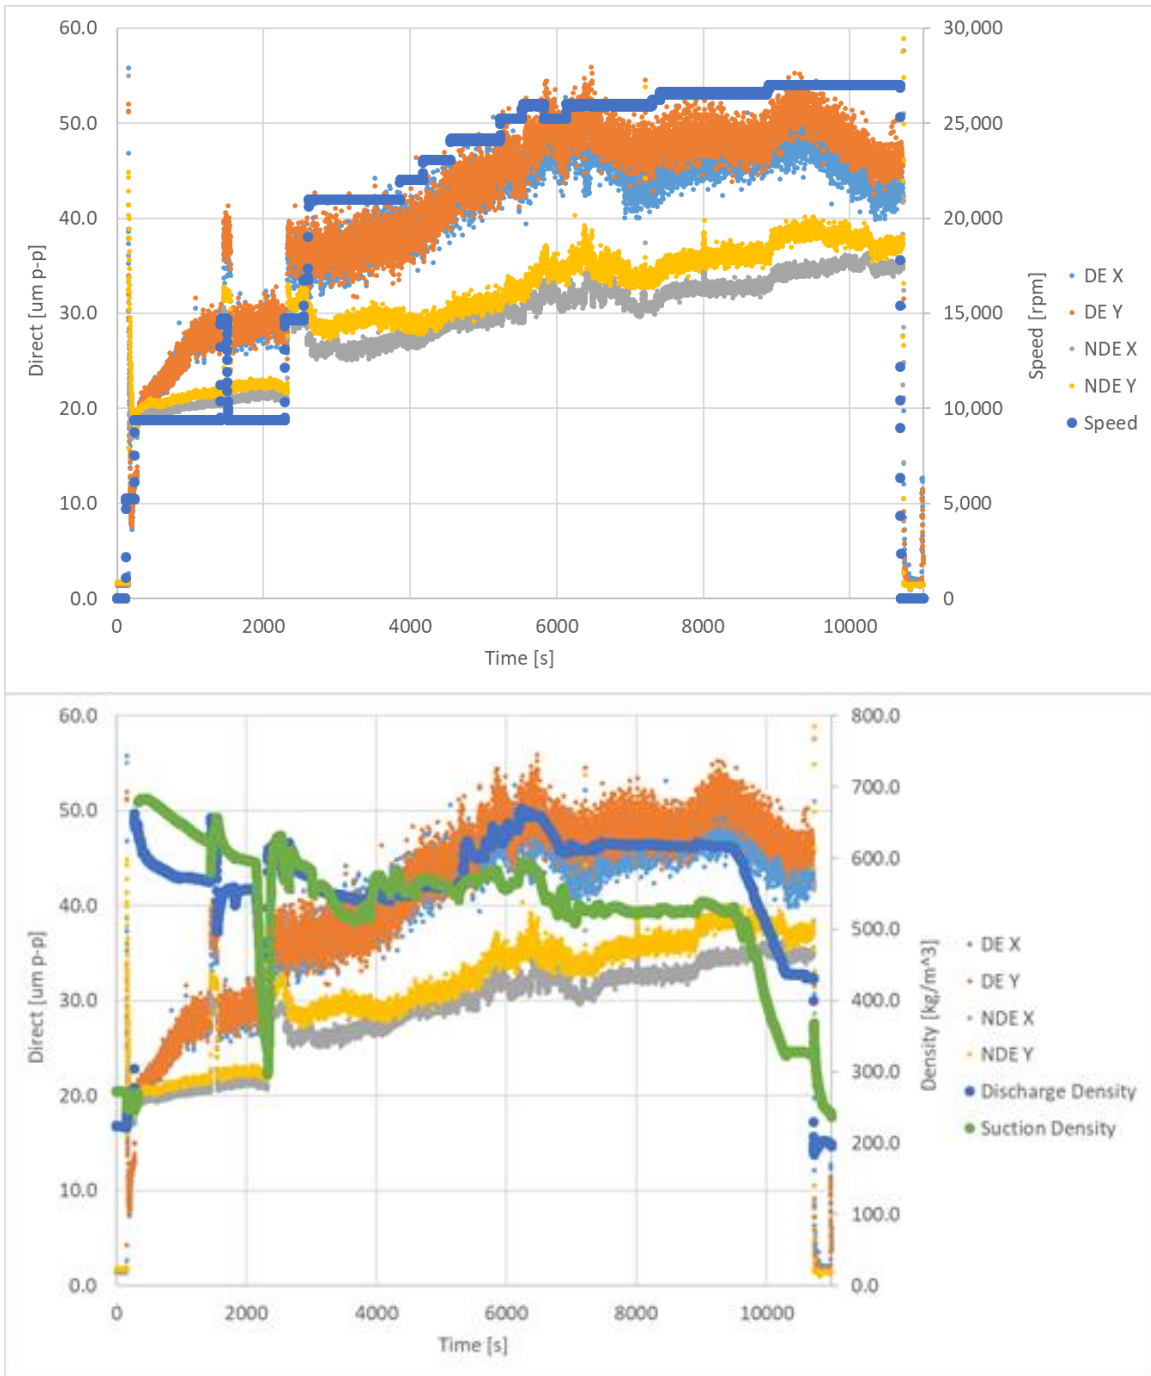 60.0
50.0
40.0
30.0
20.0
10.0
0.0
Direct [um p-p]
0
2000
4000
6000
8000
10000
Time [s]
30,000
25,000
20,000
15,000
10,000
5,000
0
Speed [rpm]
DE X
DE Y
NDE X
NDE Y
Speed
60.0
50.0
40.0
30.0
20.0
10.0
0.0
Direct [um p-p]
0
2000
4000
6000
8000
10000
Time [s]
800.0
700.0
600.0
500.0
400.0
300.0
200.0
100.0
0.0
Density [kg/m^3]
DE X
DE Y
NDE X
NDE Y
Discharge Density
Suction Density